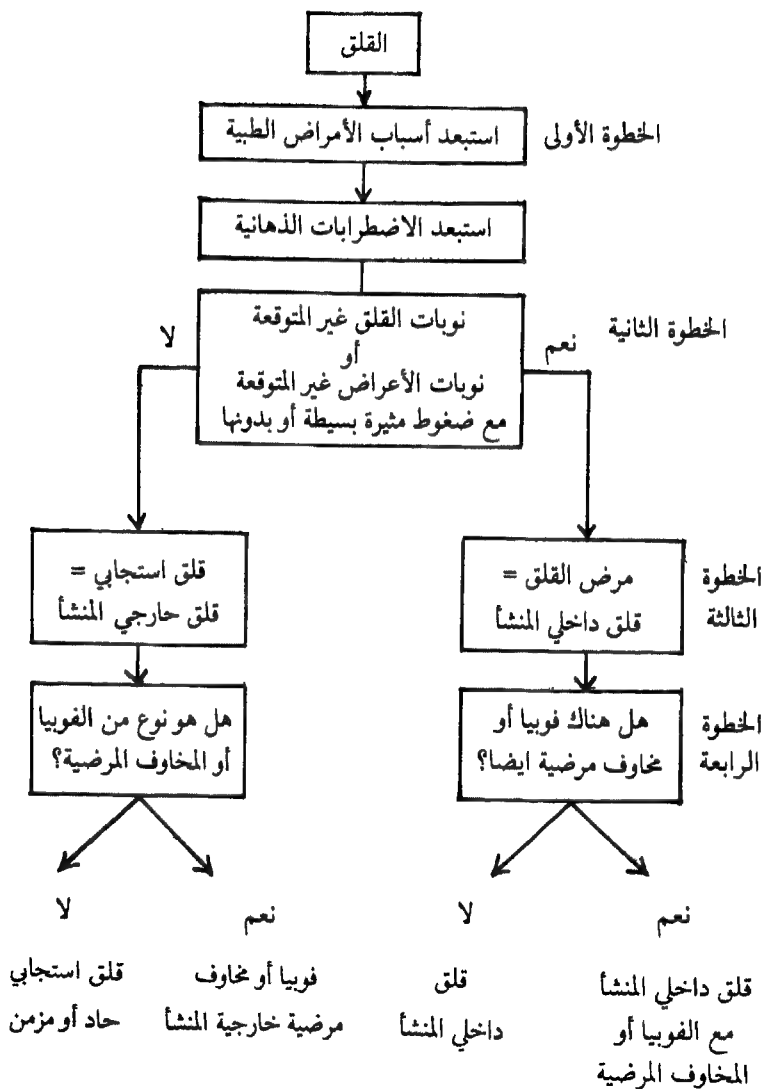 القلق
الخطوة الأولى
استبعد أسباب الأمراض الطبية
استبعد الاضطرابات الذهانية
الخطوة الثانية
نعم
نوبات القلق غير المتوقعة
أو
نوبات الأعراض غير المتوقعة
مع ضغوط مثيرة بسيطة أو بدونها
لا
الخطوة
الثالثة
مرض القلق =
قلق داخلي المنشأ
قلق استجابي =
قلق حارجي المنشأ
الخطوة
الرابعة
هل هناك فوبيا أو
مخاوف مرضية ايضا؟
هل هو نوع من الفوبيا
أو المخاوف المرضية؟
نعم
قلق داخلي المنشأ
مع الفوبيا أو
المخاوف المرضية
لا
قلق
داخلي المنشأ
نعم
فوبيا أو مخاوف
مرضية خارجية المنشأ
لا
قلق استجابي
حاد أو مزمن